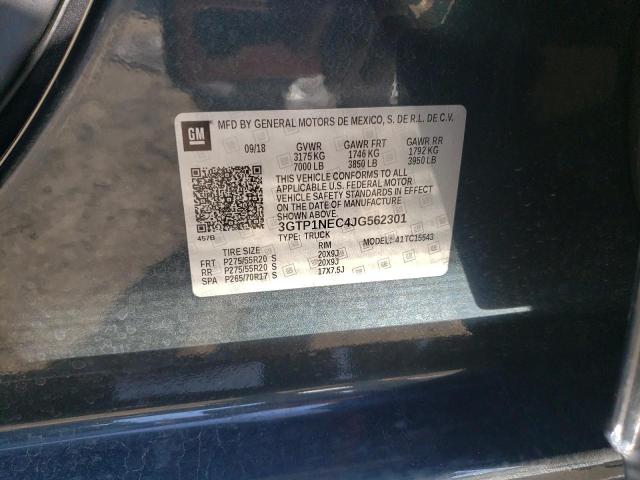 GM
MFD BY GENERAL MOTORS DE MEXICO, S. DE R.L. DE C.V.
09/18 GVWR GAWR FRT GAWR RR
3175 KG 1746 KG 1792 KG
7000 LB 3850 LB 3950 LB
THIS VEHICLE CONFORMS TO ALL
APPLICABLE U.S. FEDERAL MOTOR
VEHICLE SAFETY STANDARDS IN EFFECT
ON THE DATE OF MANUFACTURE
SHOWN ABOVE.
457B 3GTP1NEC4JG562301
TYPE: TRUCK MODEL: 41TC15543
TIRE SIZE RIM
FRT P275/55R20 S 20X9J
RR P275/55R20 S 20X9J
SPA P265/70R17 S 17X7.5J